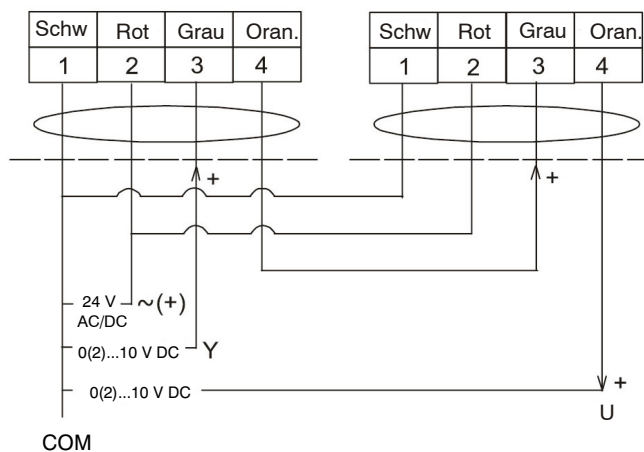 Schw Rot Grau Oran. Schw Rot Grau Oran.
1 2 3 4 1 2 3 4
+ +
24 V ~(+)
AC/DC
0(2)...10 V DC Y
0(2)...10 V DC +
U
COM